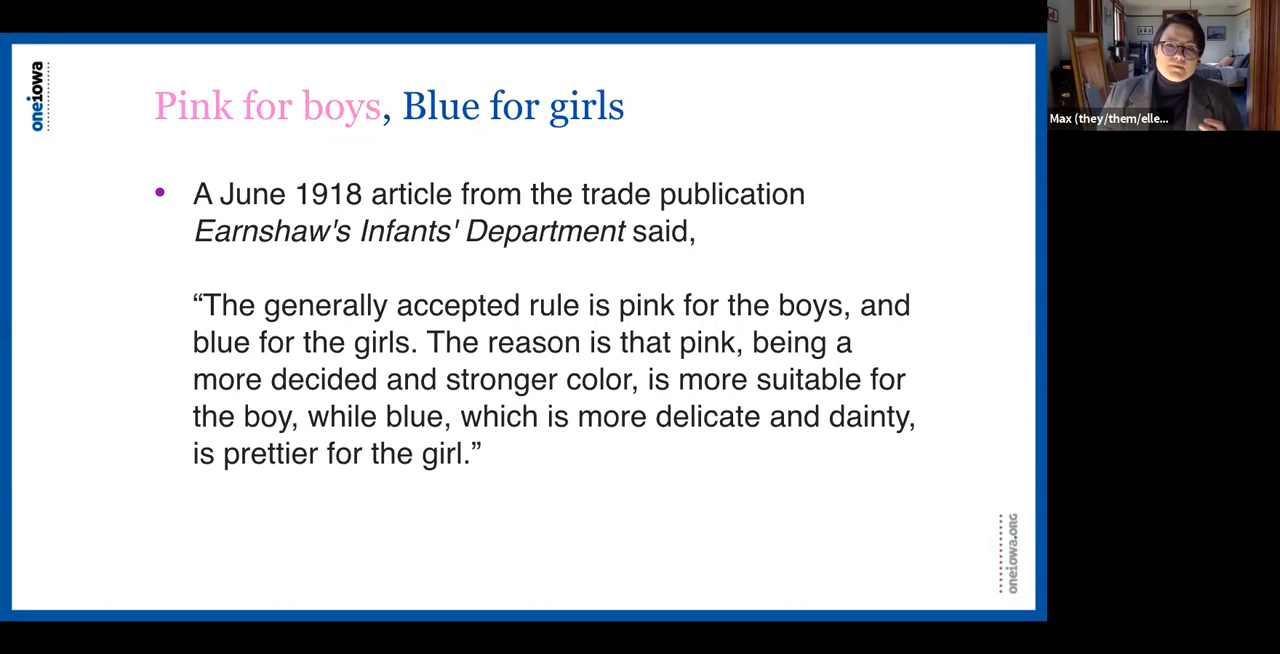 oneiowa
Pink for boys, Blue for girls
• A June 1918 article from the trade publication
Earnshaw's Infants' Department said,
“The generally accepted rule is pink for the boys, and
blue for the girls. The reason is that pink, being a
more decided and stronger color, is more suitable for
the boy, while blue, which is more delicate and dainty,
is prettier for the girl.”
oneiowa.ORG
Max (they/them/elle...